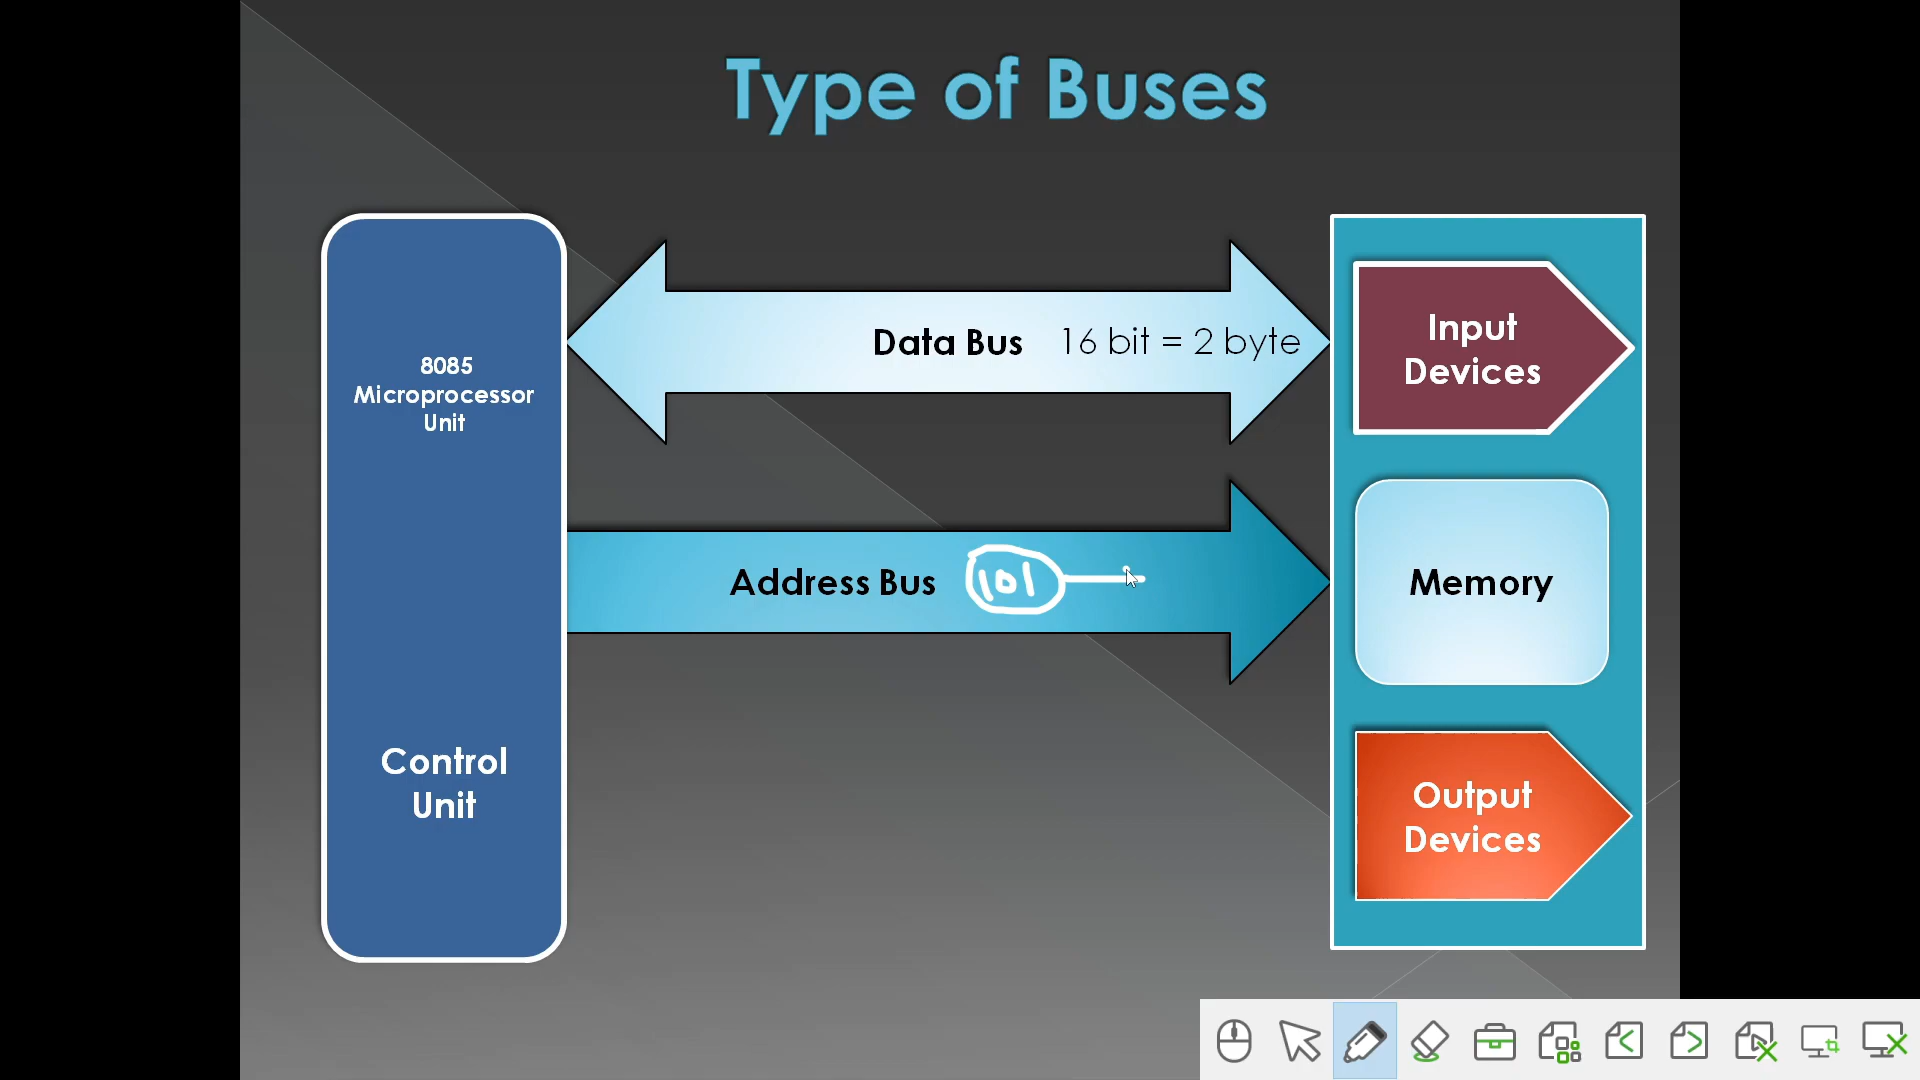 Type of Buses
8085
Microprocessor
Unit
Control
Unit
Data Bus 16 bit = 2 byte
Address Bus 101
Input
Devices
Memory
Output
Devices